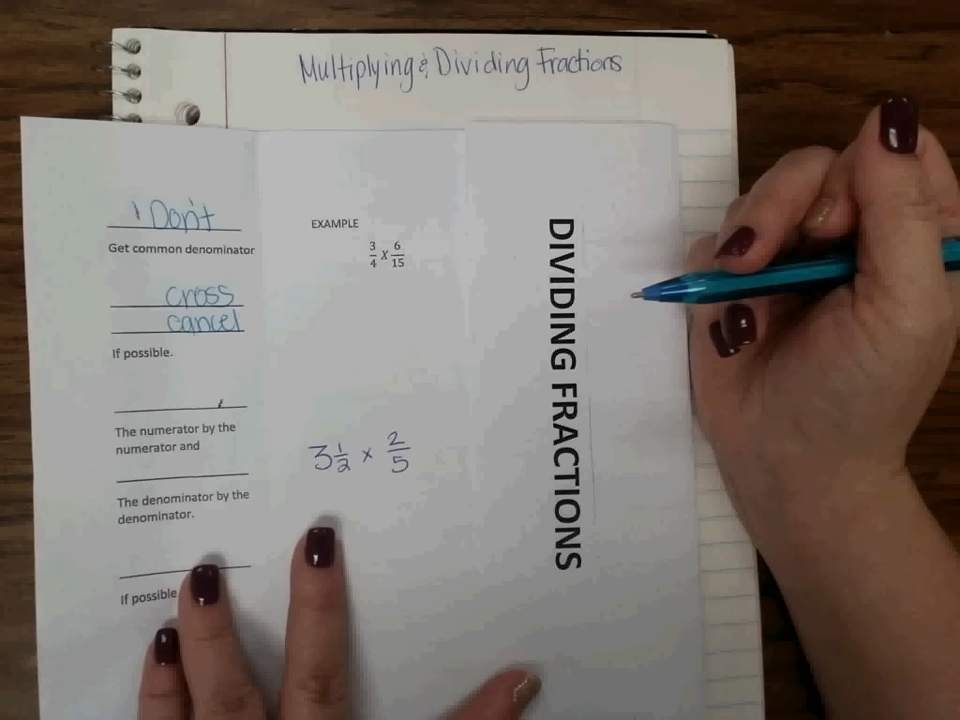 Multiplying & Dividing Fractions
Don't
Get common denominator
cross
cancel
If possible.
The numerator by the
numerator and
The denominator by the
denominator.
If possible
EXAMPLE
3/4 x 6/15
3 1/2 x 2/5
DIVIDING FRACTIONS